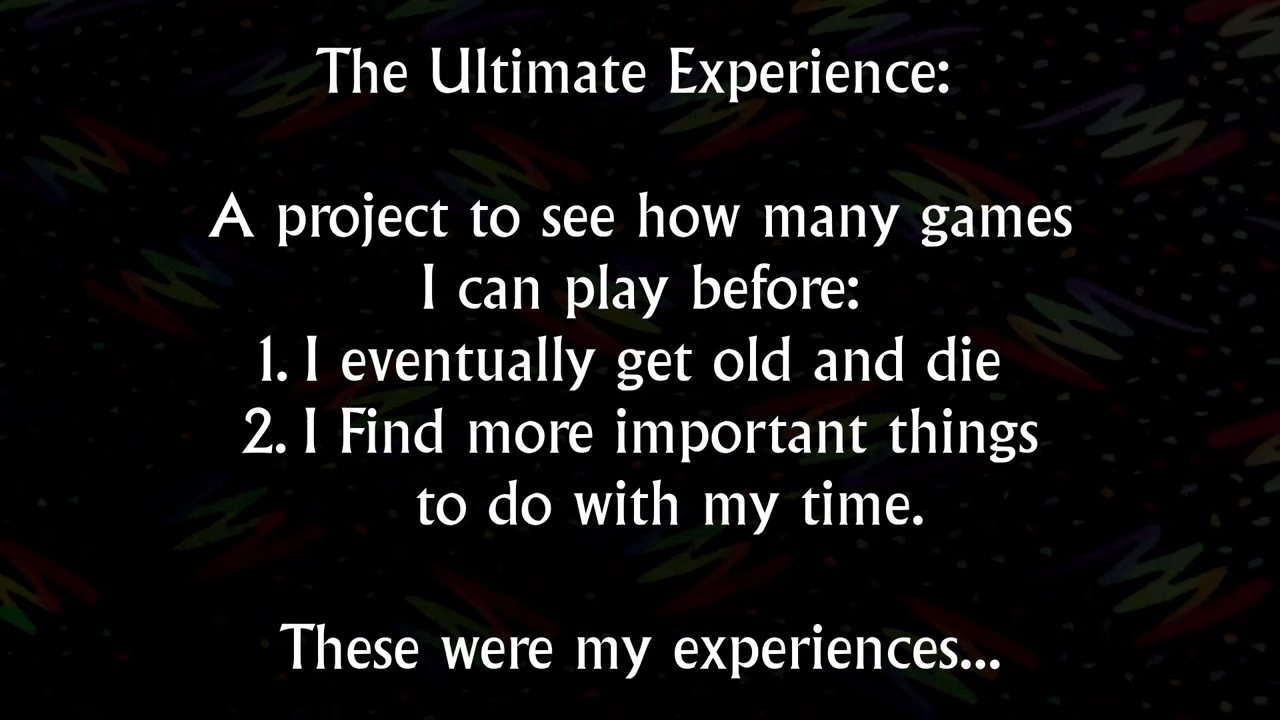 The Ultimate Experience:
A project to see how many games
I can play before:
1. I eventually get old and die
2. I Find more important things
to do with my time.
These were my experiences...